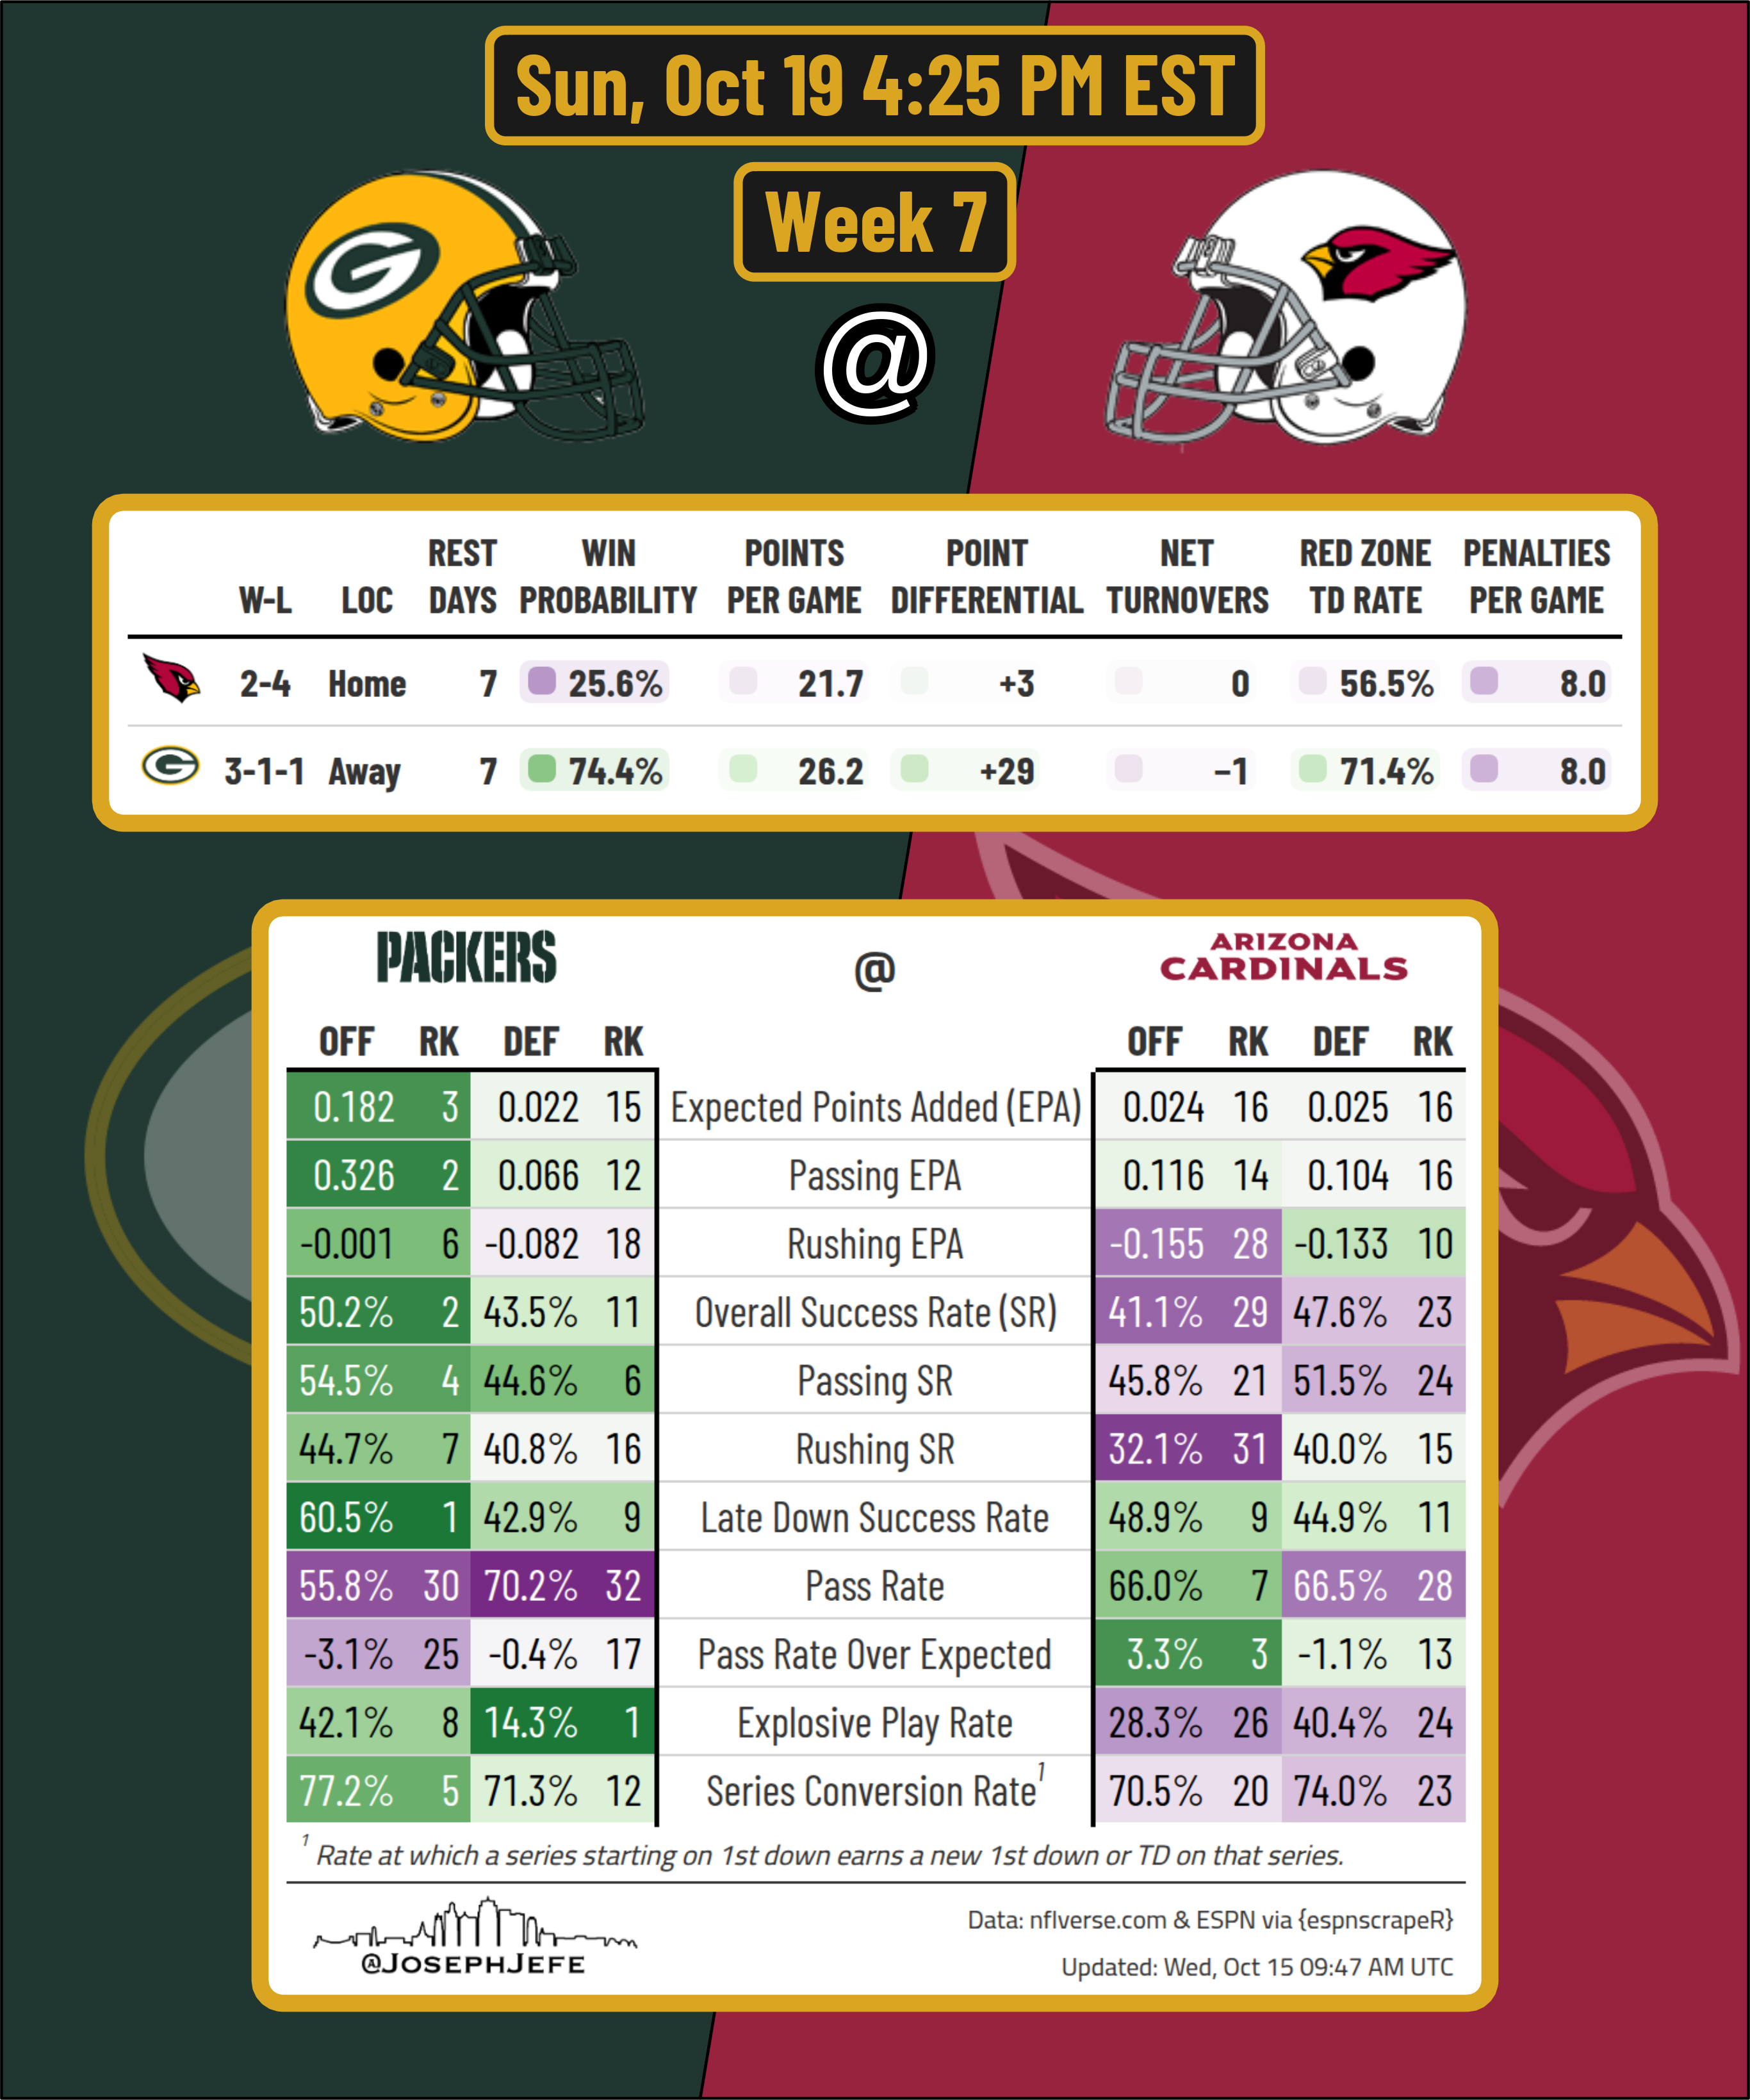 Sun, Oct 19 4:25 PM EST
Week 7
@
REST WIN POINTS POINT NET RED ZONE PENALTIES
W-L LOC DAYS PROBABILITY PER GAME DIFFERENTIAL TURNOVERS TD RATE PER GAME
2-4 Home 7 25.6% 21.7 +3 0 56.5% 8.0
G 3-1-1 Away 7 74.4% 26.2 +29 −1 71.4% 8.0
PACKERS @ ARIZONA
CARDINALS
OFF RK DEF RK OFF RK DEF RK
0.182 3 0.022 15 Expected Points Added (EPA) 0.024 16 0.025 16
0.326 2 0.066 12 Passing EPA 0.116 14 0.104 16
-0.001 6 -0.082 18 Rushing EPA -0.155 28 -0.133 10
50.2% 2 43.5% 11 Overall Success Rate (SR) 41.1% 29 47.6% 23
54.5% 4 44.6% 6 Passing SR 45.8% 21 51.5% 24
44.7% 7 40.8% 16 Rushing SR 32.1% 31 40.0% 15
60.5% 1 42.9% 9 Late Down Success Rate 48.9% 9 44.9% 11
55.8% 30 70.2% 32 Pass Rate 66.0% 7 66.5% 28
-3.1% 25 -0.4% 17 Pass Rate Over Expected 3.3% 3 -1.1% 13
42.1% 8 14.3% 1 Explosive Play Rate 28.3% 26 40.4% 24
77.2% 5 71.3% 12 Series Conversion Rate1 70.5% 20 74.0% 23
1 Rate at which a series starting on 1st down earns a new 1st down or TD on that series.
Data: nflverse.com & ESPN via {espnscrapeR}
@JOSEPHJEFE
Updated: Wed, Oct 15 09:47 AM UTC